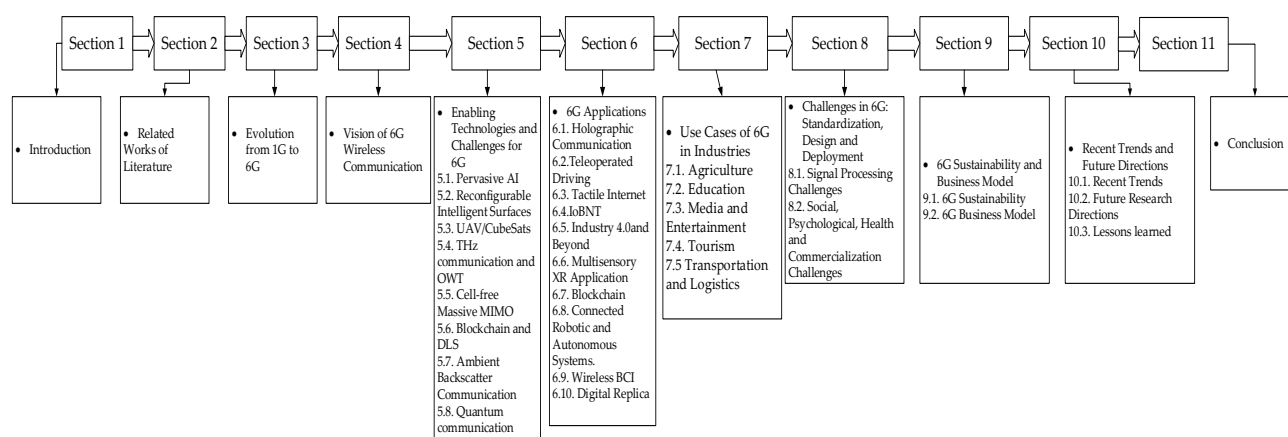 Section 1
Section 2
Section 3
Section 4
Section 5
Section 6
Section 7
Section 8
Section 9
Section 10
Section 11
• Introduction
• Related
Works of
Literature
• Evolution
from 1G to
6G
• Vision of 6G
Wireless
Communication
• Enabling
Technologies and
Challenges for
6G
5.1. Pervasive AI
5.2. Reconfigurable
Intelligent Surfaces
5.3. UAV/CubeSats
5.4. THz
communication and
OWT
5.5. Cell-free
Massive MIMO
5.6. Blockchain and
DLS
5.7. Ambient
Backscatter
Communication
5.8. Quantum
communication
• 6G Applications
6.1. Holographic
Communication
6.2.Teleoperated
Driving
6.3. Tactile Internet
6.4.IoBNT
6.5. Industry 4.0and
Beyond
6.6. Multisensory
XR Application
6.7. Blockchain
6.8. Connected
Robotic and
Autonomous
Systems.
6.9. Wireless BCI
6.10. Digital Replica
• Use Cases of 6G
in Industries
7.1. Agriculture
7.2. Education
7.3. Media and
Entertainment
7.4. Tourism
7.5 Transportation
and Logistics
• Challenges in 6G:
Standardization,
Design and
Deployment
8.1. Signal Processing
Challenges
8.2. Social,
Psychological, Health
and
Commercialization
Challenges
• 6G Sustainability and
Business Model
9.1. 6G Sustainability
9.2. 6G Business Model
• Recent Trends and
Future Directions
10.1. Recent Trends
10.2. Future Research
Directions
10.3. Lessons learned
• Conclusion